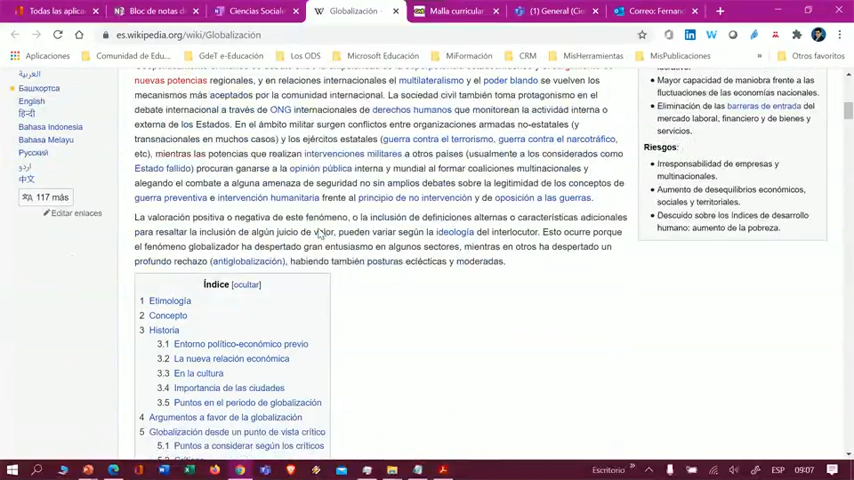 Todas las aplica
Bloc de notas d
Ciencias Sociale
Globalización
Malla curricular
(1) General (Cie
Correo: Fernan
es.wikipedia.org/wiki/Globalización
Aplicaciones
Comunidad de Edu...
GdeT e-Educación
Los ODS
Microsoft Educ
MiFormación
CRM
MisHerramientas
MisPublicaciones
Otros favoritos
العربية
Башҡортса
English
हिन्दी
Bahasa Indonesia
Bahasa Melayu
Русский
اردو
中文
117 más
Editar enlaces
nuevas potencias regionales, y en relaciones internacionales el multilateralismo y el poder blando se vuelven los
mecanismos más aceptados por la comunidad internacional. La sociedad civil también toma protagonismo en el
debate internacional a través de ONG internacionales de derechos humanos que monitorean la actividad interna o
externa de los Estados. En el ámbito militar surgen conflictos entre organizaciones armadas no-estatales (y
transnacionales en muchos casos) y los ejércitos estatales (guerra contra el terrorismo, guerra contra el narcotráfico,
etc), mientras las potencias que realizan intervenciones militares a otros países (usualmente a los considerados como
Estado fallido) procuran ganarse a la opinión pública interna y mundial al formar coaliciones multinacionales y
alegando el combate a alguna amenaza de seguridad no sin amplios debates sobre la legitimidad de los conceptos de
guerra preventiva e intervención humanitaria frente al principio de no intervención y de oposición a las guerras.
La valoración positiva o negativa de este fenómeno, o la inclusión de definiciones alternas o características adicionales
para resaltar la inclusión de algún juicio de valor, pueden variar según la ideología del interlocutor. Esto ocurre porque
el fenómeno globalizador ha despertado gran entusiasmo en algunos sectores, mientras en otros ha despertado un
profundo rechazo (antiglobalización), habiendo también posturas eclécticas y moderadas.
Índice [ocultar]
1 Etimología
2 Concepto
3 Historia
3.1 Entorno político-económico previo
3.2 La nueva relación económica
3.3 En la cultura
3.4 Importancia de las ciudades
3.5 Puntos en el periodo de globalización
4 Argumentos a favor de la globalización
5 Globalización desde un punto de vista crítico
5.1 Puntos a considerar según los críticos
Mayor capacidad de maniobra frente a las
fluctuaciones de las economías nacionales.
Eliminación de las barreras de entrada del
mercado laboral, financiero y de bienes y
servicios.
Riesgos:
Irresponsabilidad de empresas y
multinacionales.
Aumento de desequilibrios económicos,
sociales y territoriales.
Descuido sobre los índices de desarrollo
humano: aumento de la pobreza.
Escritorio
ESP
09:07